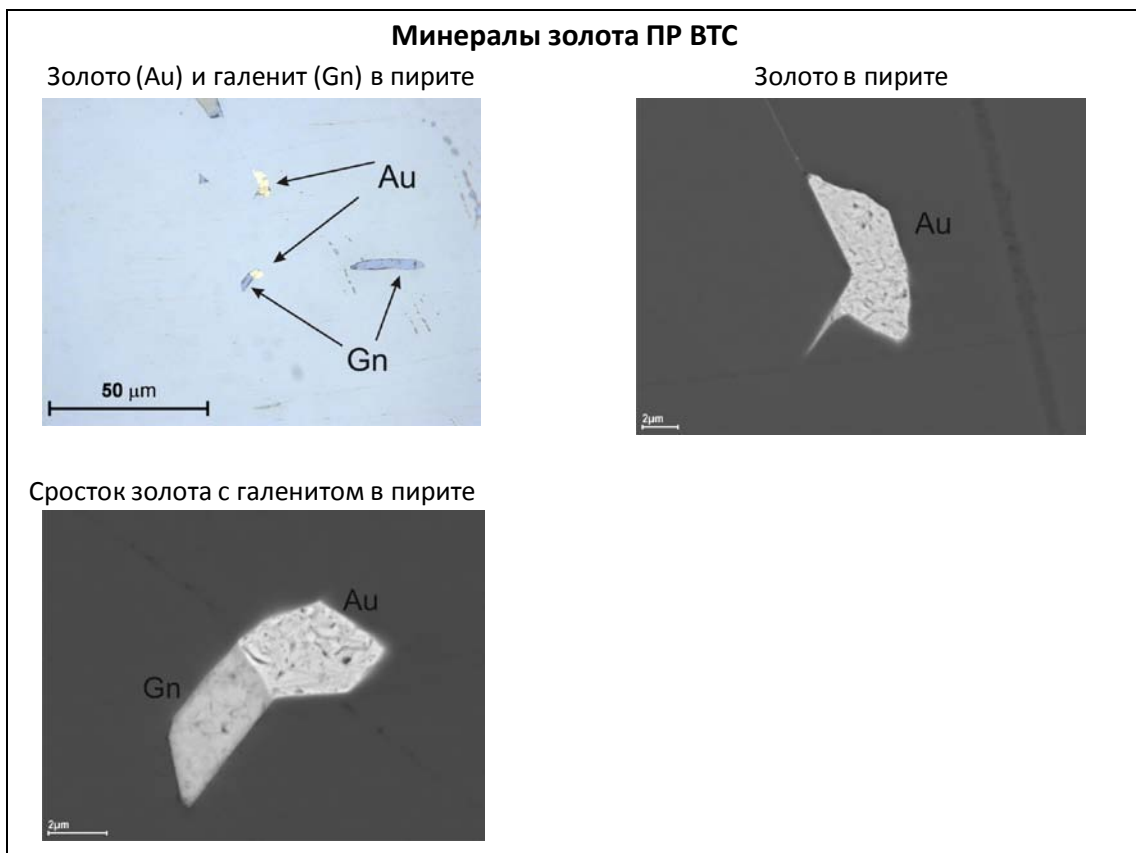 Минералы золота ПР ВТС
Золото (Au) и галенит (Gn) в пирите
Au
Gn
50 µm
Золото в пирите
Au
2µm
Сросток золота с галенитом в пирите
Au
Gn
2µm